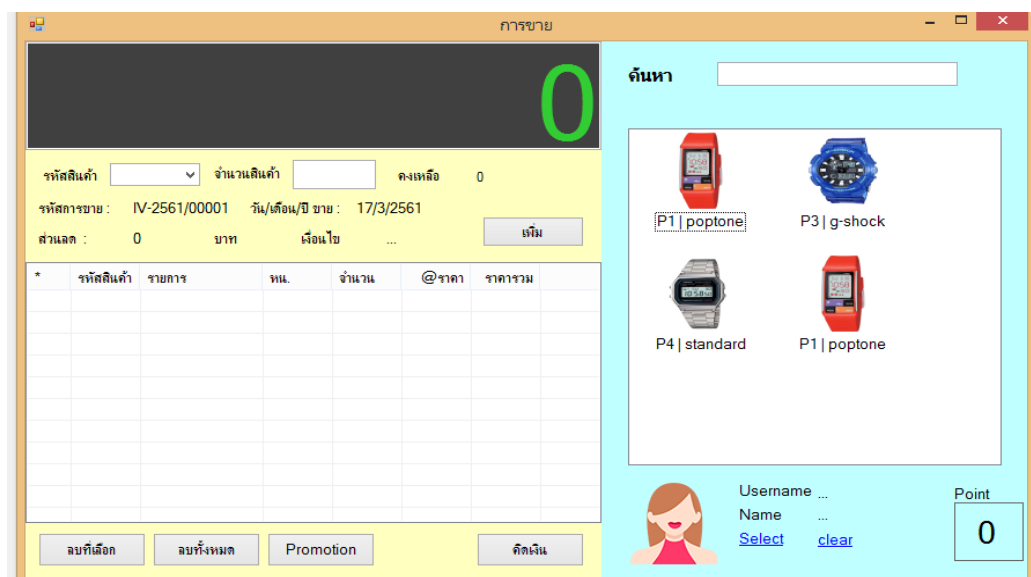 การขาย
0
ค้นหา
รหัสสินค้า จำนวนสินค้า คงเหลือ 0
รหัสการขาย : IV-2561/00001 วัน/เดือน/ปี ขาย : 17/3/2561
ส่วนลด : 0 บาท เงื่อนไข ...
เพิ่ม
* รหัสสินค้า รายการ หน. จำนวน @ราคา ราคารวม
ลบที่เลือก ลบทั้งหมด Promotion คิดเงิน
P1 | poptone P3 | g-shock
P4 | standard P1 | poptone
Username ...
Name ...
Select clear
Point
0